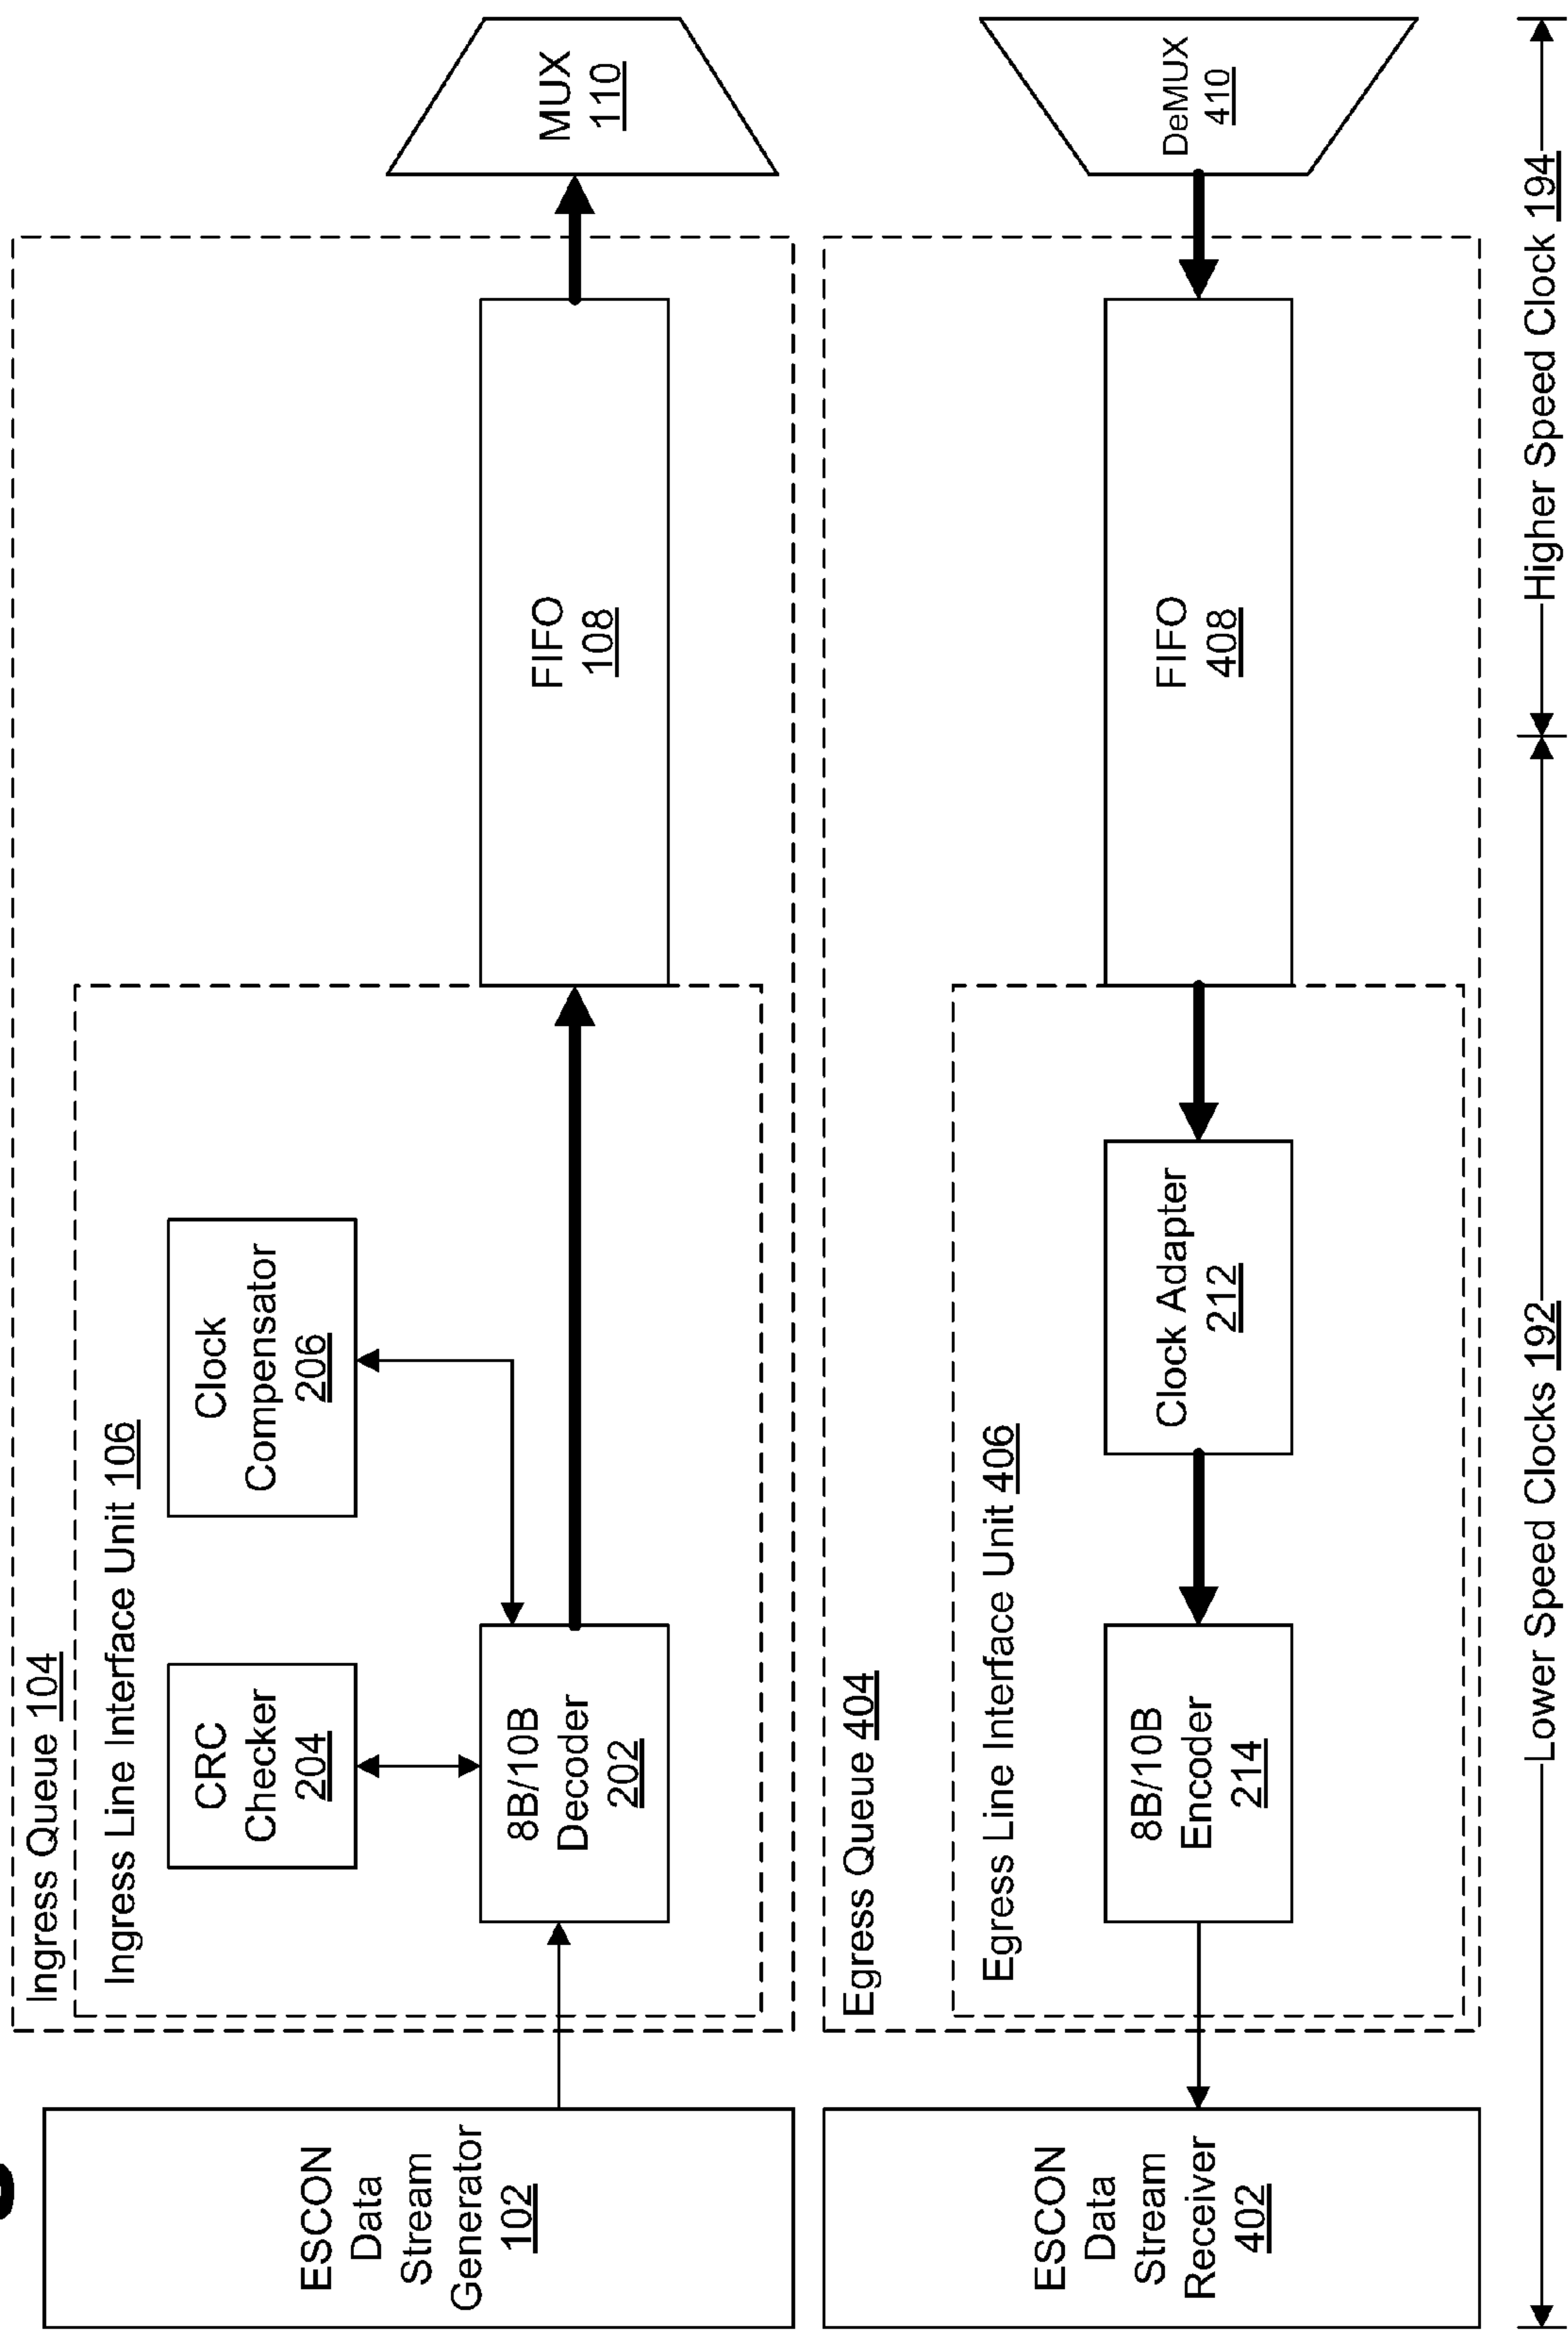 Ingress Queue 104
Ingress Line Interface Unit 106
ESCON
Data
Stream
Generator
102
CRC
Checker
204
Clock
Compensator
206
8B/10B
Decoder
202
FIFO
108
MUX
110
Egress Queue 404
Egress Line Interface Unit 406
ESCON
Data
Stream
Receiver
402
8B/10B
Encoder
214
Clock Adapter
212
FIFO
408
DeMUX
410
Lower Speed Clocks 192
Higher Speed Clock 194